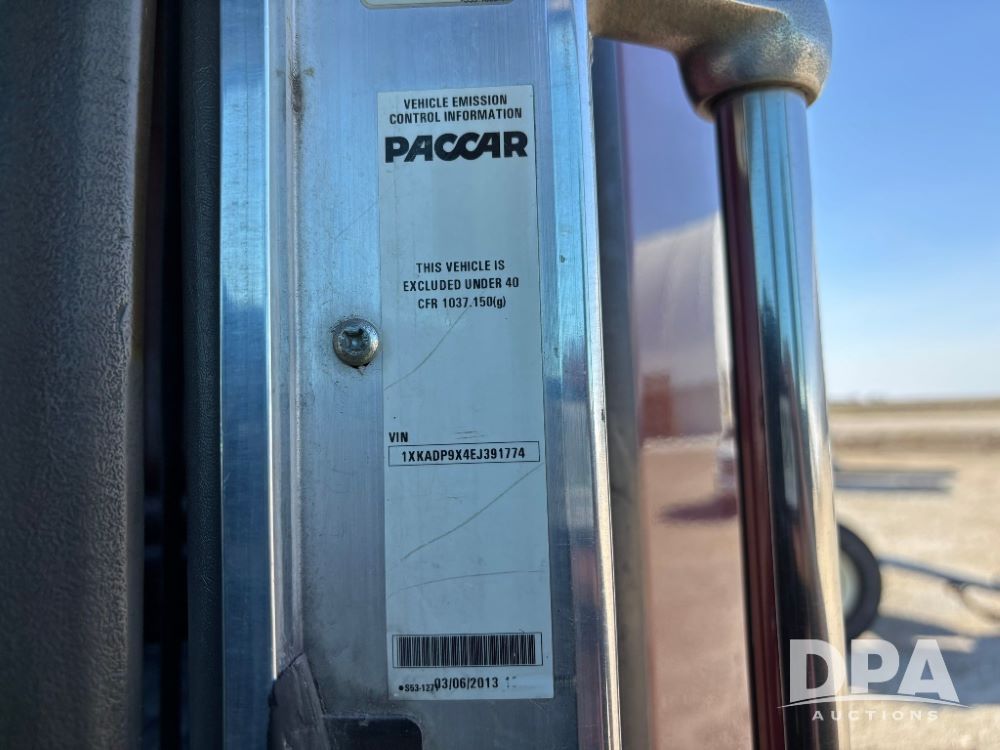 VEHICLE EMISSION
CONTROL INFORMATION
PACCAR
THIS VEHICLE IS
EXCLUDED UNDER 40
CFR 1037.150(g)
VIN
1XKADP9X4EJ391774
03/06/2013
DPA
AUCTIONS